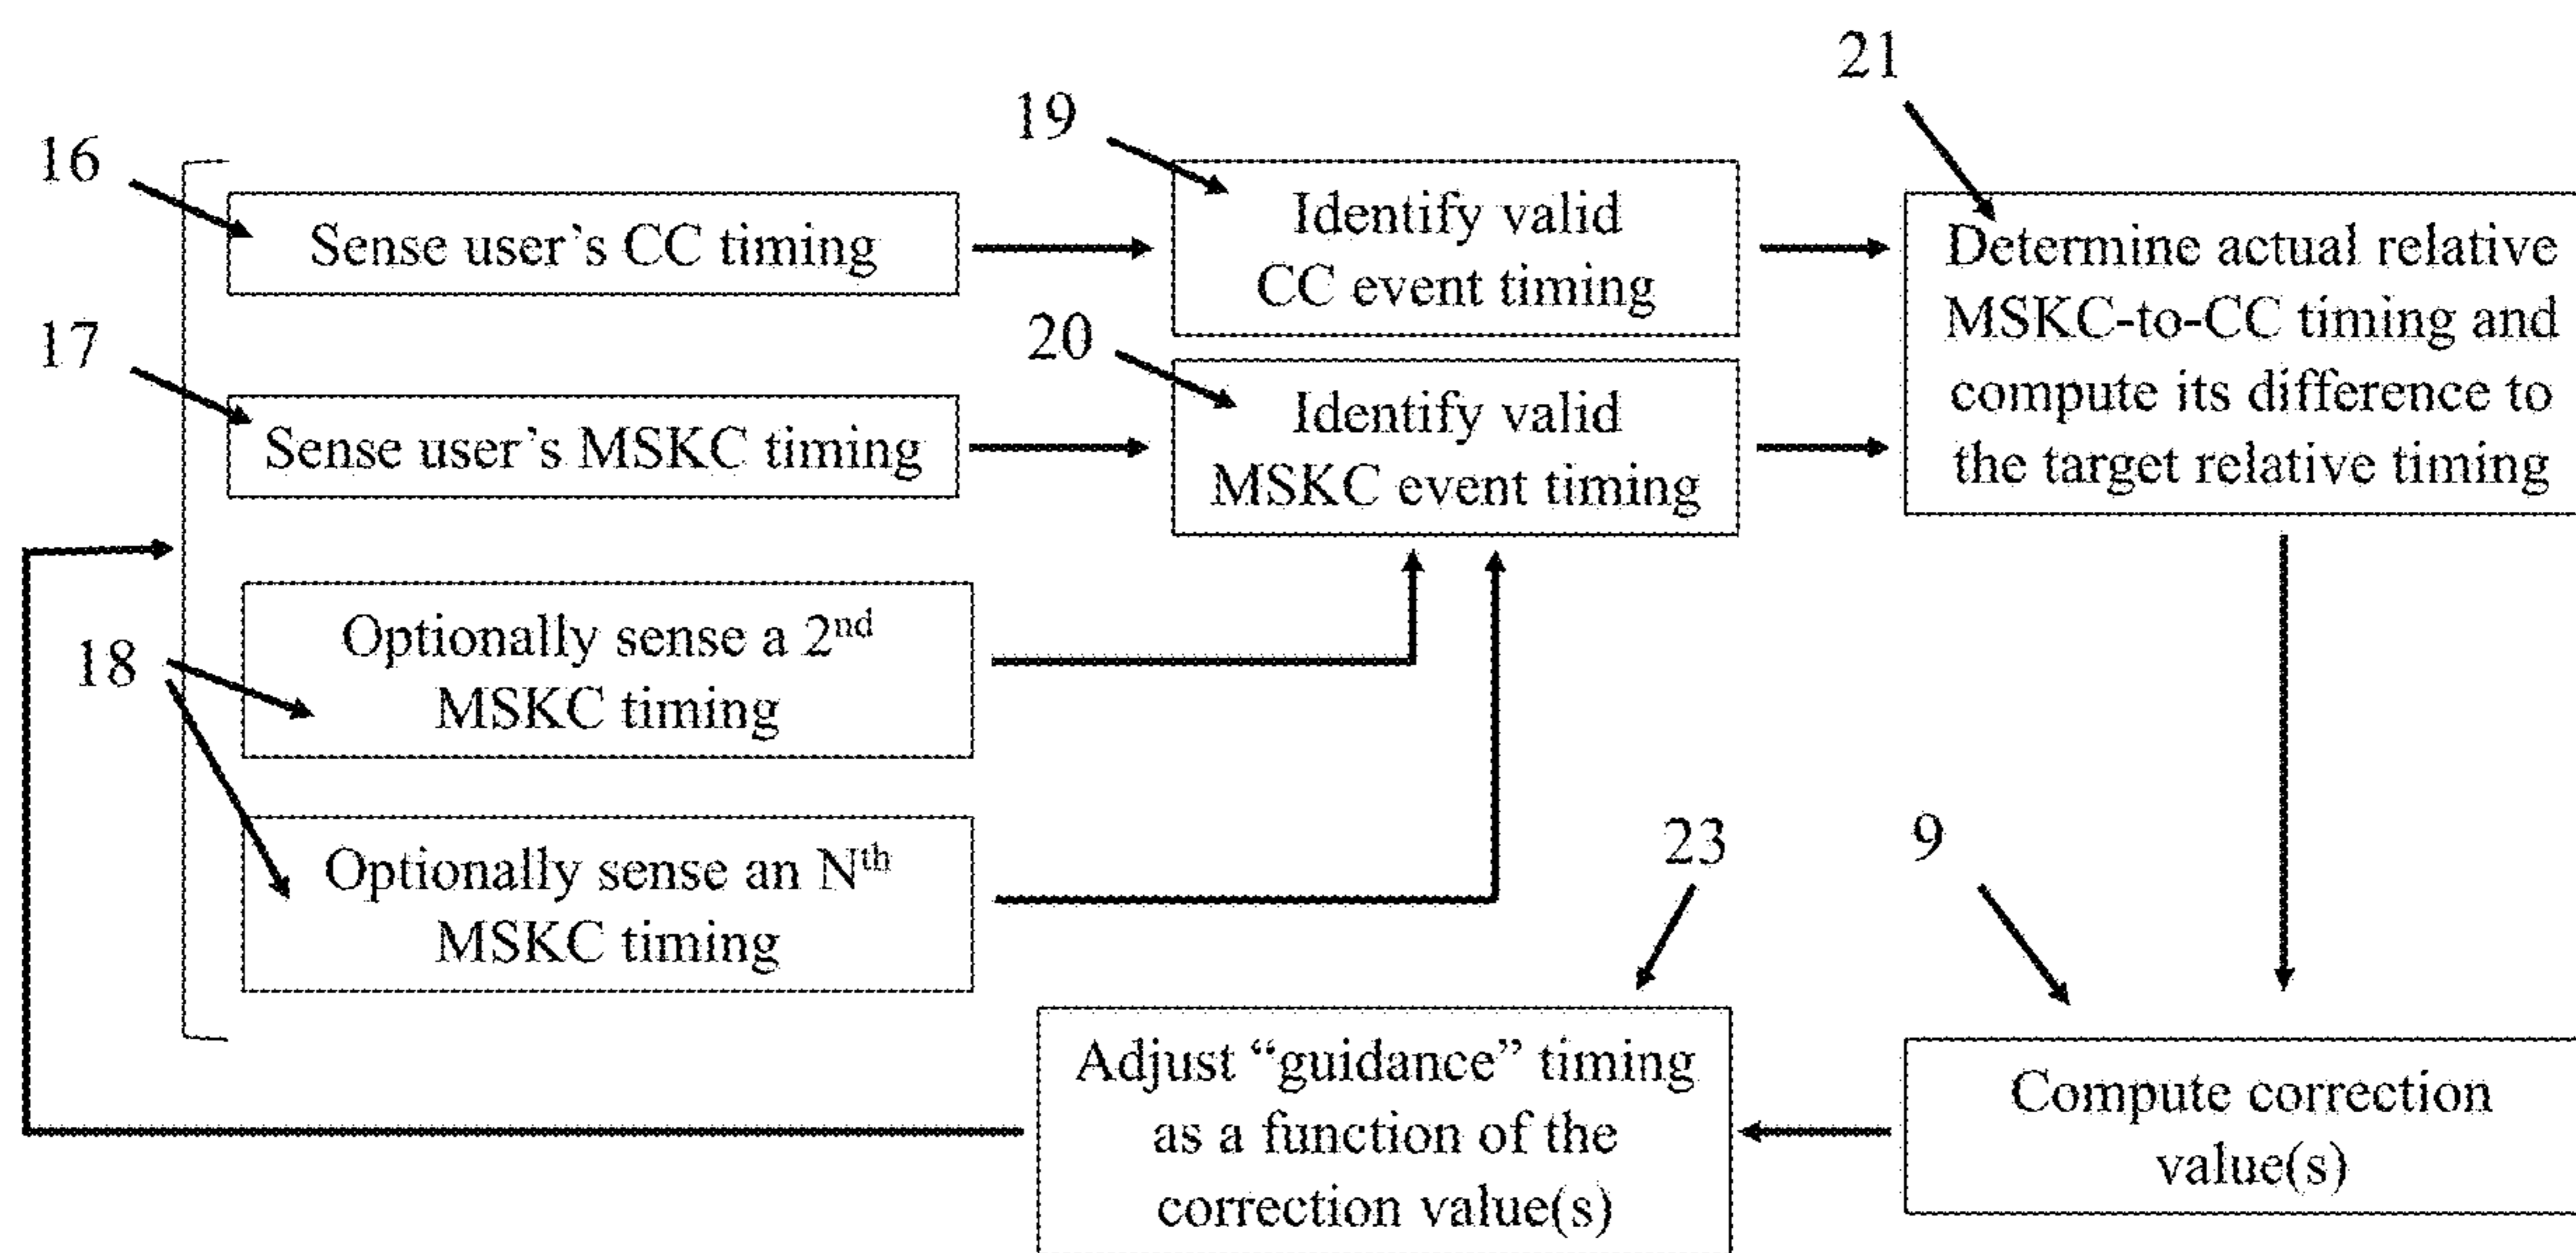 21
19
16
Identify valid
CC event timing
Sense user's CC timing
Determine actual relative
MSKC-to-CC timing and
compute its difference to
the target relative timing
17
20
Identify valid
MSKC event timing
Sense user's MSKC timing
18
Optionally sense a 2nd
MSKC timing
Optionally sense an Nth
MSKC timing
23
9
Adjust “guidance” timing
as a function of the
correction value(s)
Compute correction
value(s)